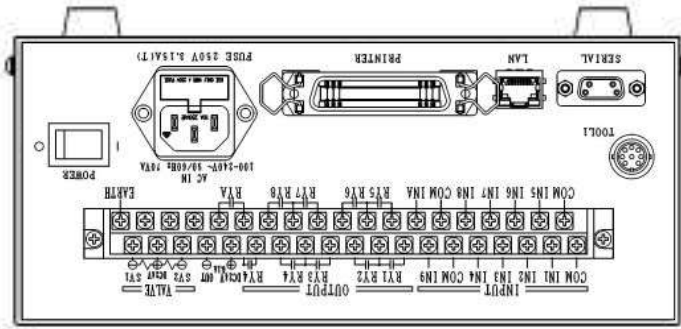 INPUT OUTPUT VALVE
COM IN1 IN2 IN3 IN4 COM IN9 RY1 RY2 RY3 RY4 RY4 DC24V OUT SV2 DC24V SV1
COM IN5 IN6 IN7 IN8 COM INA RY5 RY6 RY7 RY8 RYA EARTH
AC IN
100-240V~ 50/60Hz 70VA
POWER
TOOL1
SERIAL
LAN
PRINTER
FUSE 250V 3.15A(T)